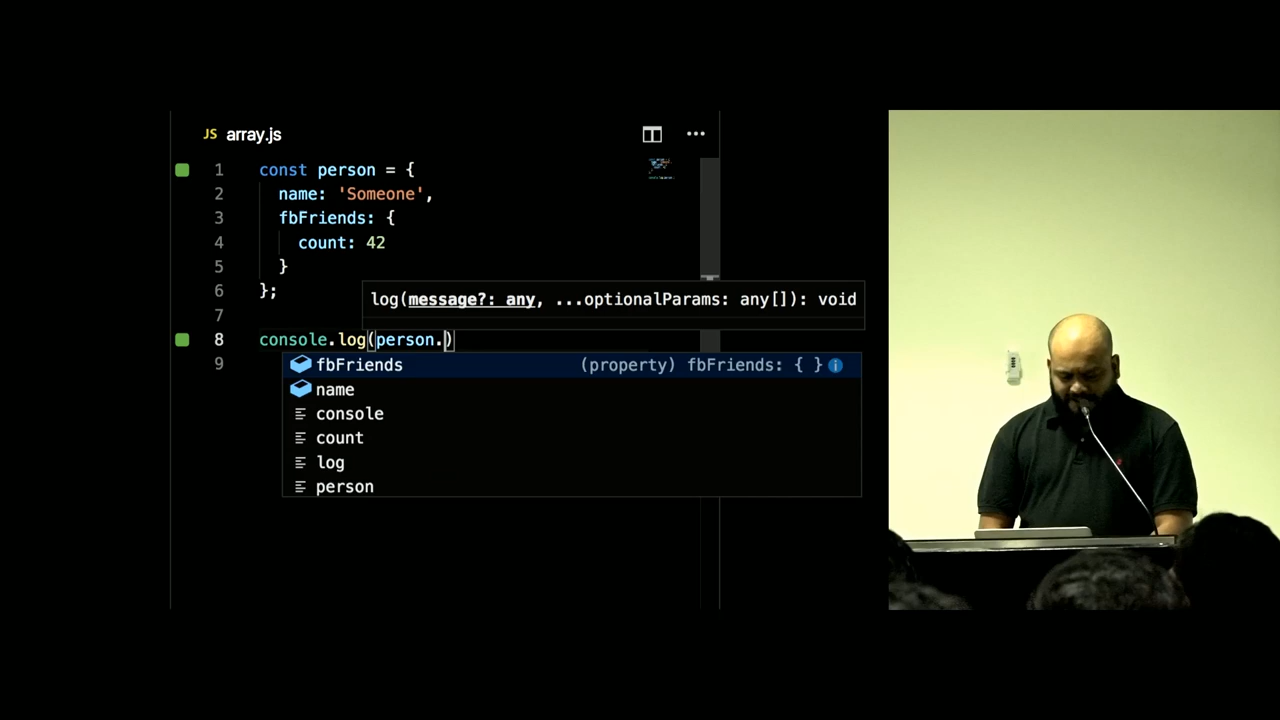 JS array.js
1 const person = {
2 name: 'Someone',
3 fbFriends: {
4 count: 42
5 }
6 };
log(message?: any, ...optionalParams: any[]): void
7
8 console.log(person.)
9
fbFriends (property) fbFriends: { }
name
console
count
log
person